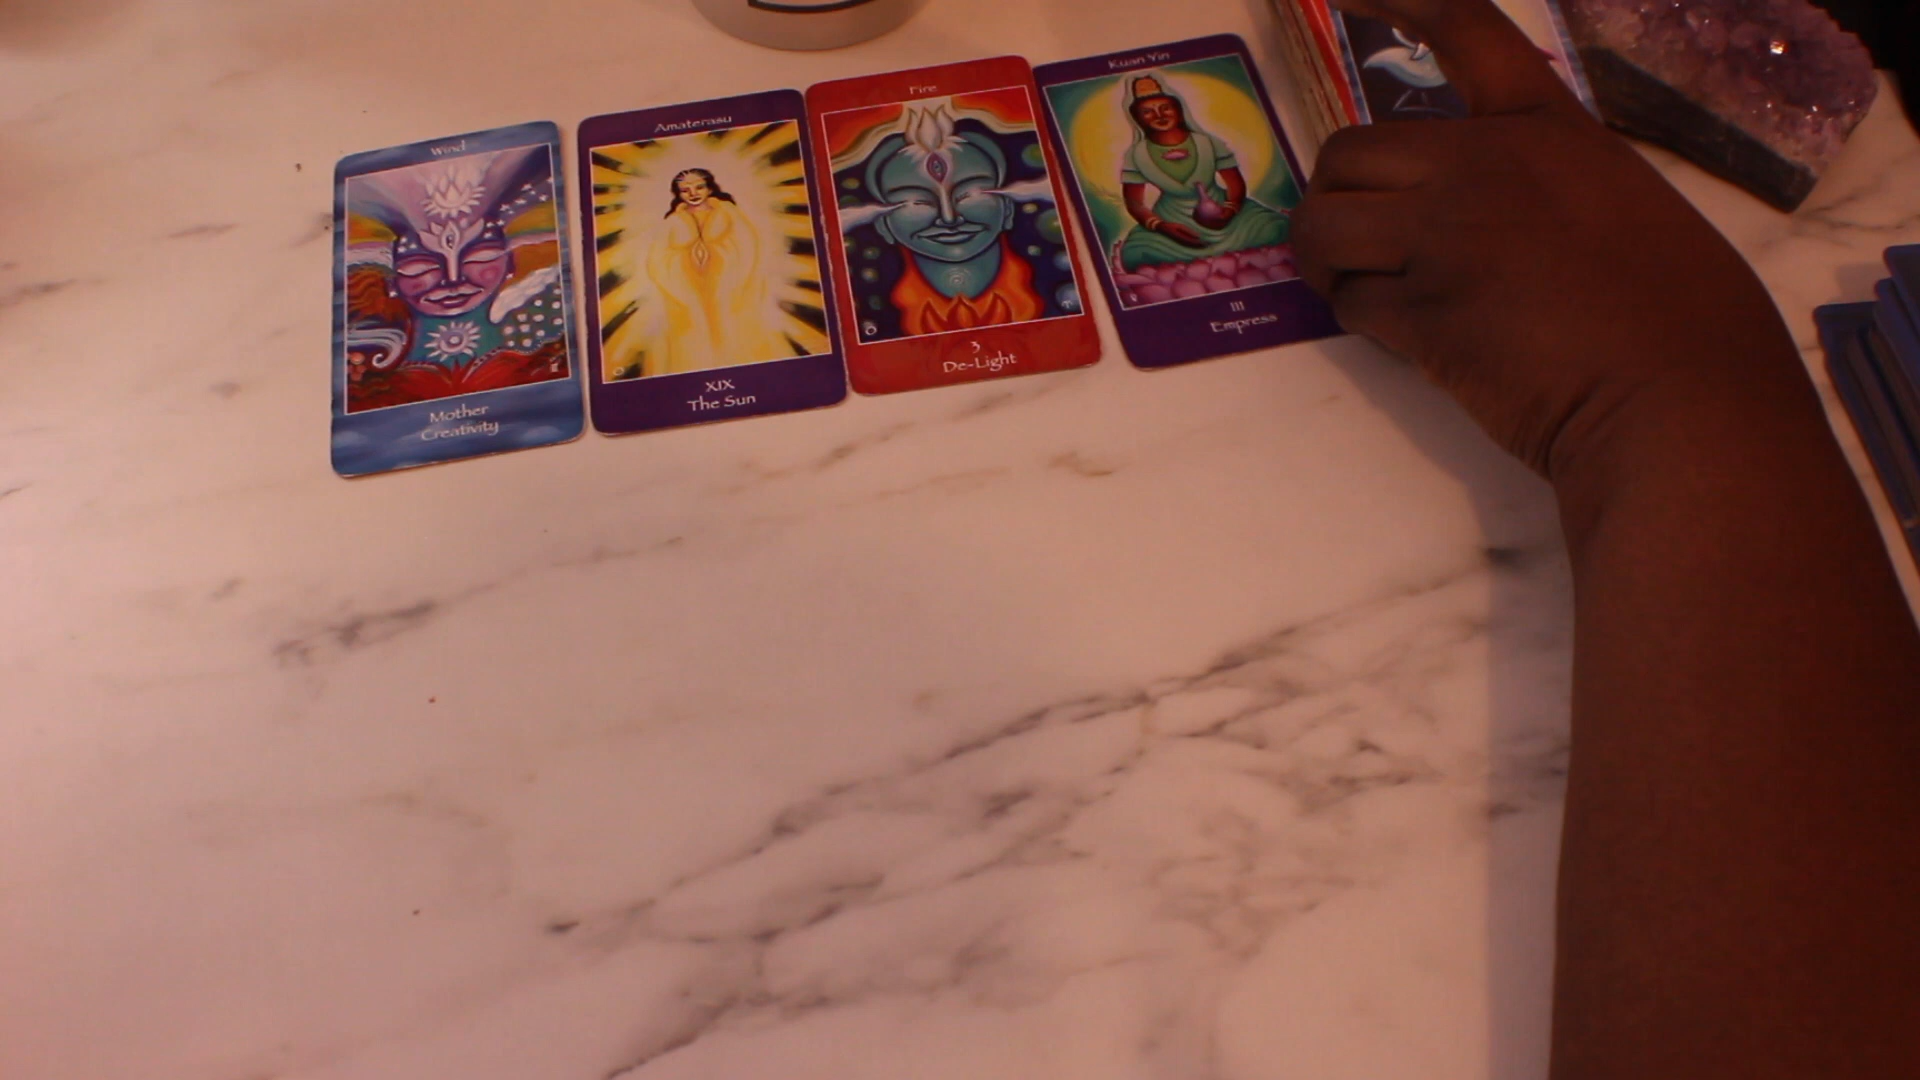 Wind
Mother
Creativity
Amaterasu
XIX
The Sun
Fire
3
De-Light
Kuan Yin
III
Empress